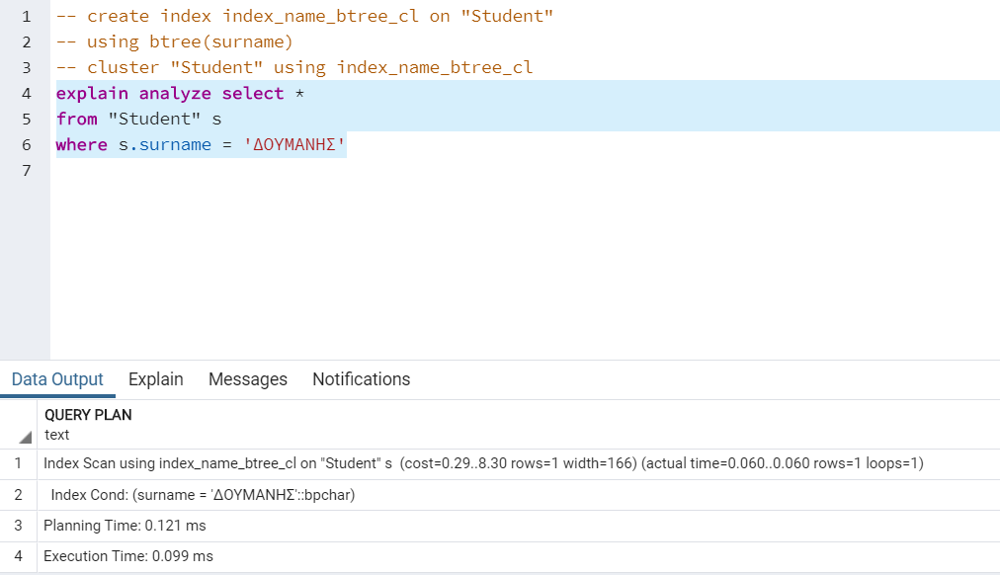 1 -- create index index_name_btree_cl on "Student"
2 -- using btree(surname)
3 -- cluster "Student" using index_name_btree_cl
4 explain analyze select *
5 from "Student" s
6 where s.surname = 'ΔΟΥΜΑΝΗΣ'
7
Data Output Explain Messages Notifications
QUERY PLAN
text
1 Index Scan using index_name_btree_cl on "Student" s (cost=0.29..8.30 rows=1 width=166) (actual time=0.060..0.060 rows=1 loops=1)
2 Index Cond: (surname = 'ΔΟΥΜΑΝΗΣ'::bpchar)
3 Planning Time: 0.121 ms
4 Execution Time: 0.099 ms